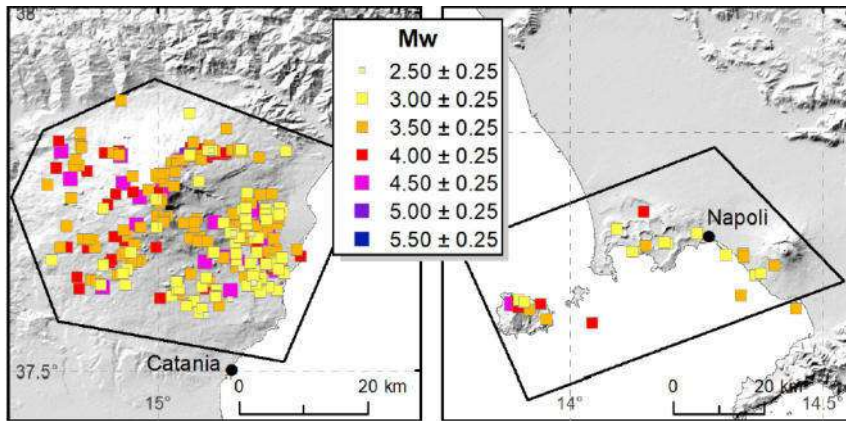 38°
Mw
2.50 ± 0.25
3.00 ± 0.25
3.50 ± 0.25
4.00 ± 0.25
4.50 ± 0.25
5.00 ± 0.25
5.50 ± 0.25
Catania
37.5°
15°
0 20 km
Napoli
14°
0 20 km
14.5°